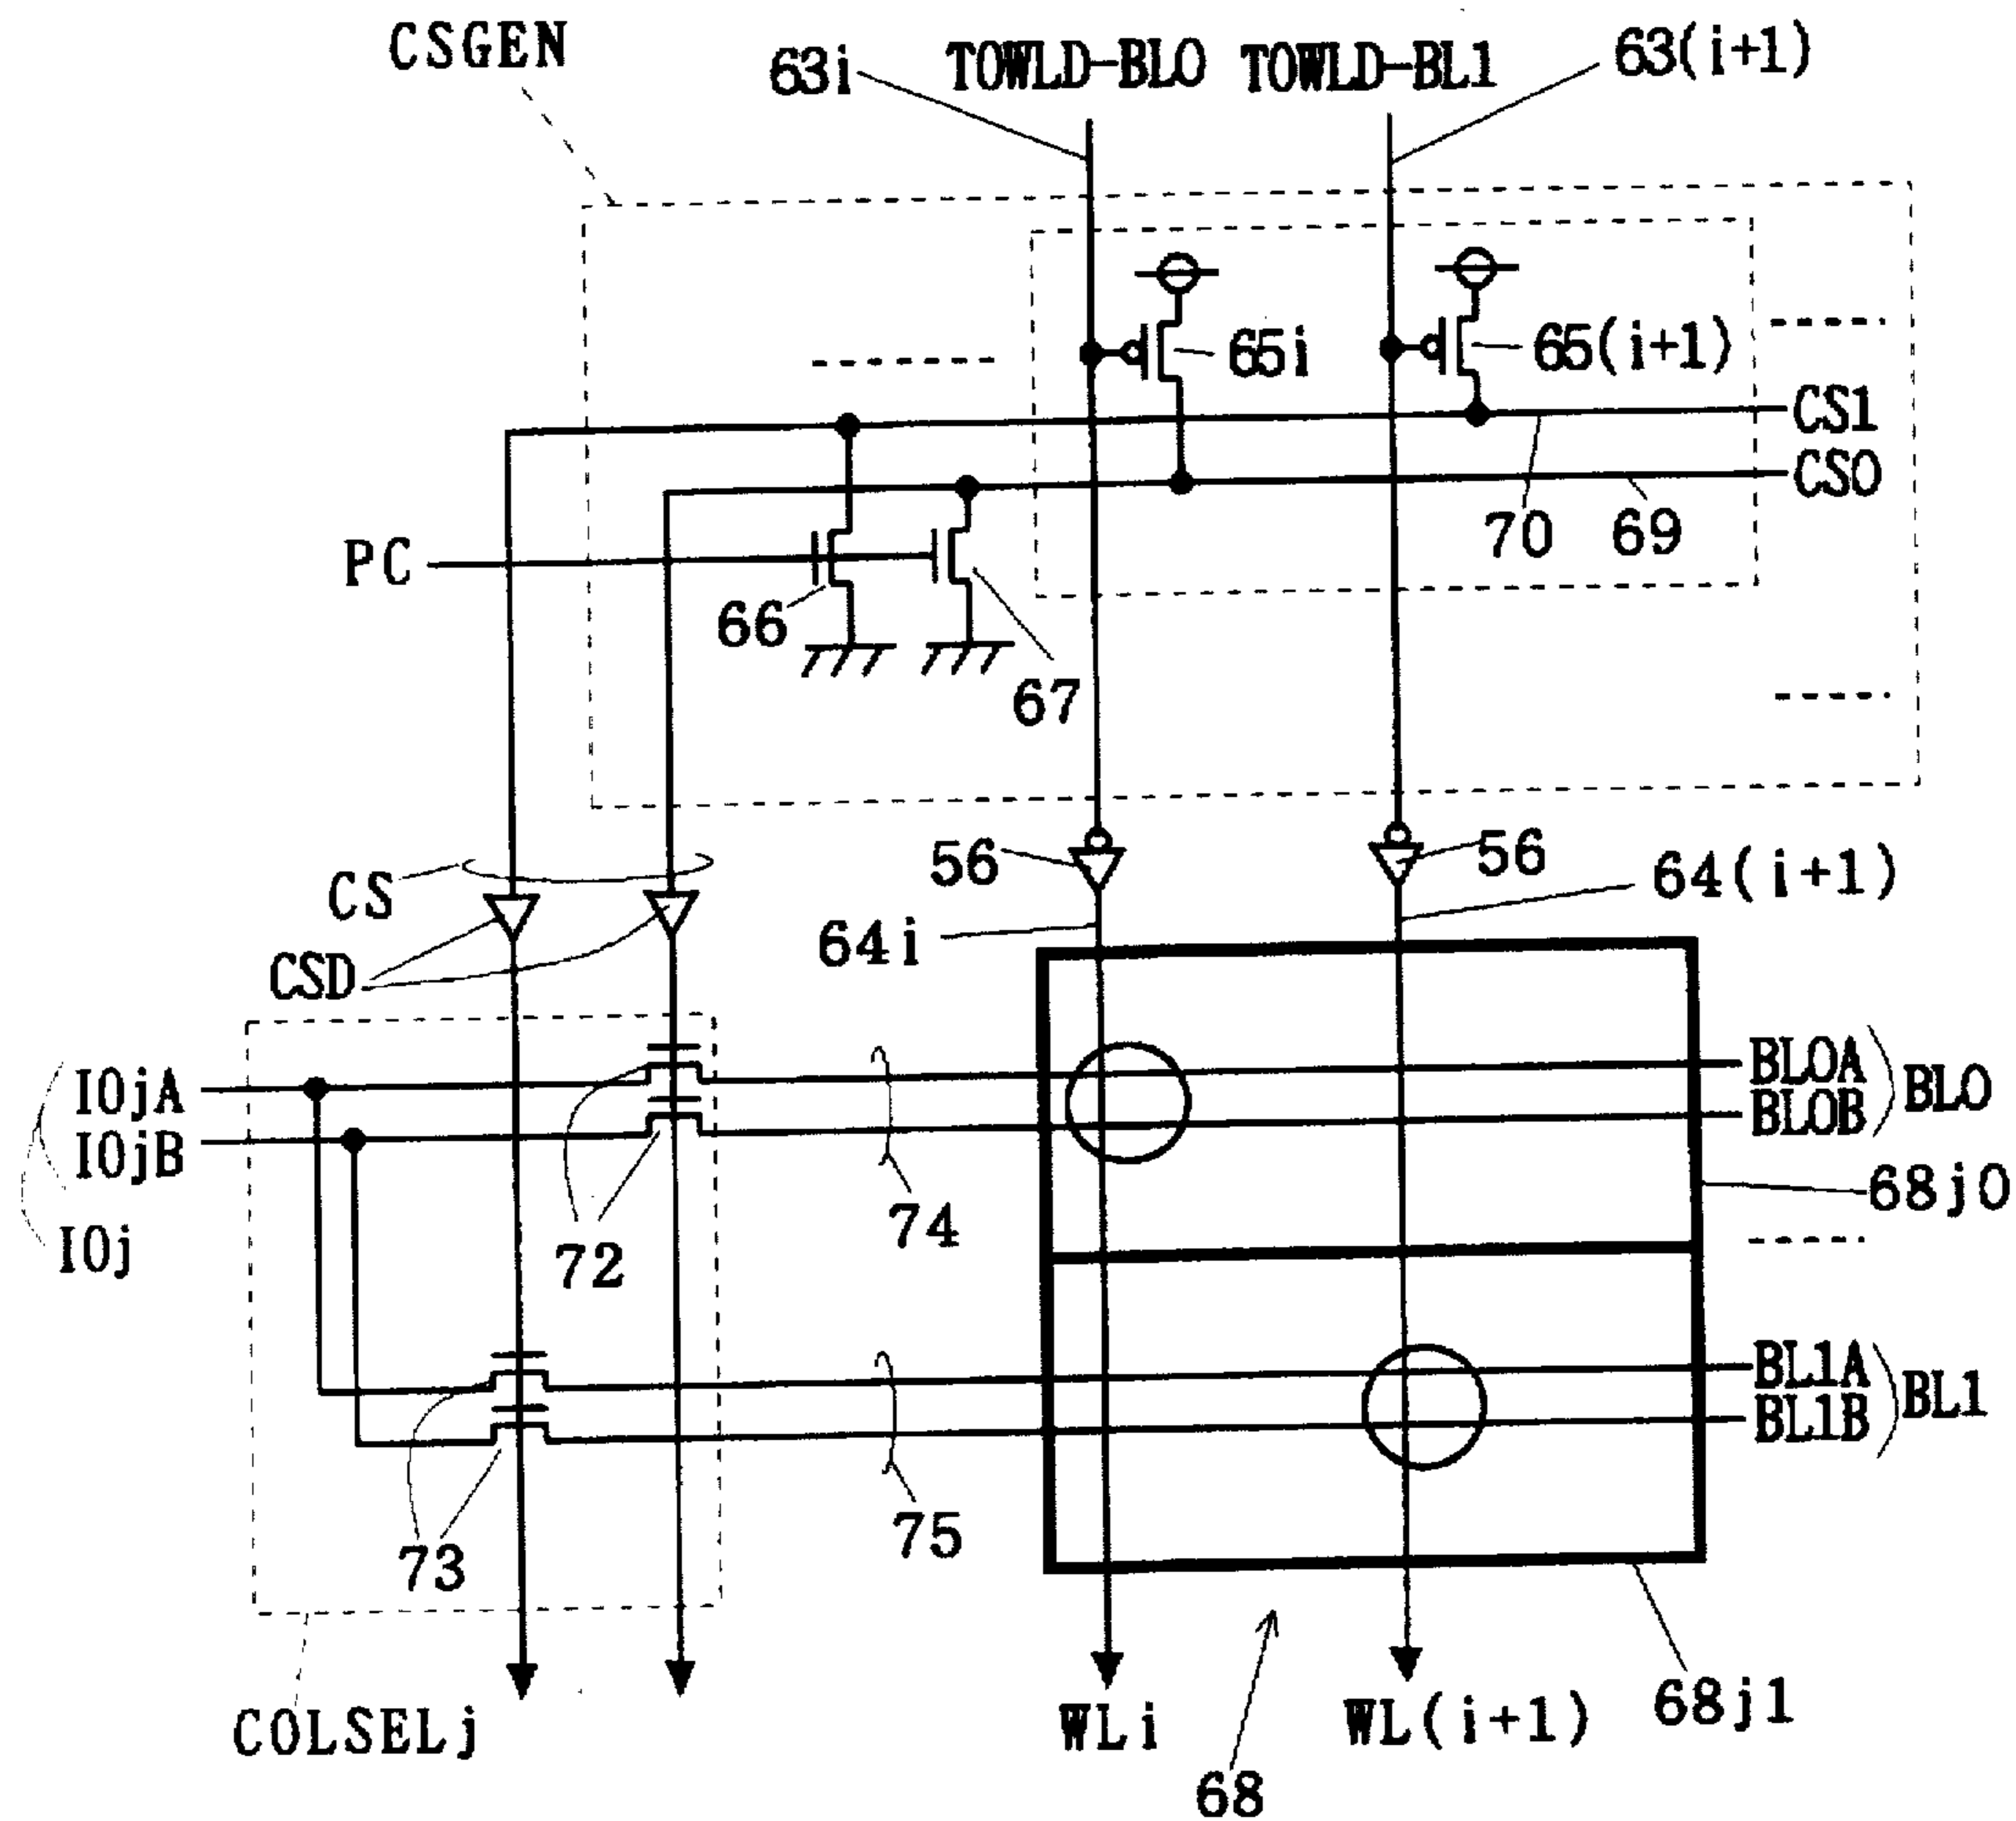 CSGEN
63i
TOWLD-BL0
TOWLD-BL1
63(i+1)
65i
65(i+1)
CS1
CS0
70
69
PC
66
67
56
56
CS
64(i+1)
64i
CSD
IOjA
IOjB
IOj
BL0A
BL0B
BL0
68j0
72
74
BL1A
BL1B
BL1
73
75
COLSELj
WLi
WL(i+1)
68j1
68